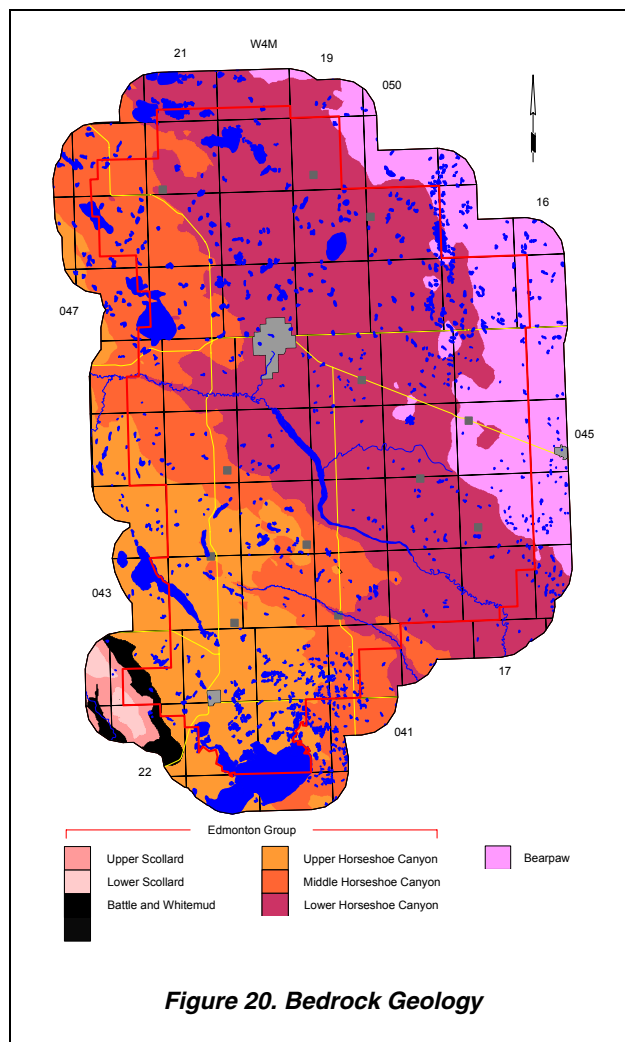 W4M
21
19
050
16
047
045
043
17
041
22
Edmonton Group
Upper Scollard
Upper Horseshoe Canyon
Bearpaw
Lower Scollard
Middle Horseshoe Canyon
Battle and Whitemud
Lower Horseshoe Canyon
Figure 20. Bedrock Geology